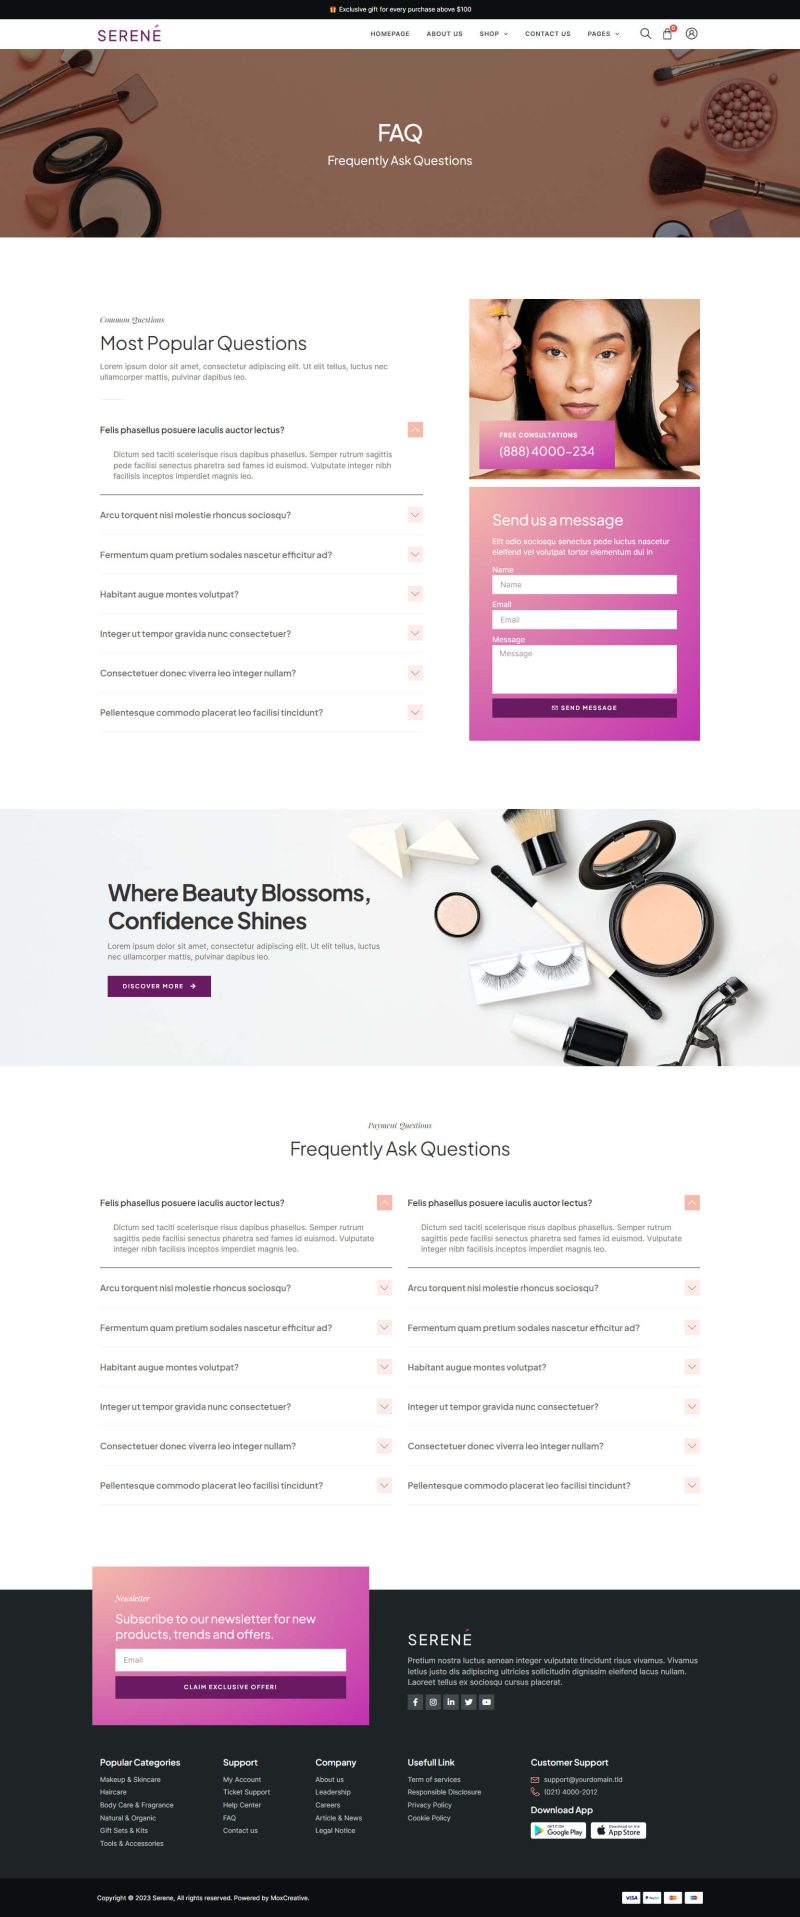 Exclusive gift for every purchase above $100
SERENÉ
HOMEPAGE
ABOUT US
SHOP
CONTACT US
PAGES
0
FAQ
Frequently Ask Questions
Common Questions
Most Popular Questions
Lorem ipsum dolor sit amet, consectetur adipiscing elit. Ut elit tellus, luctus nec
ullamcorper mattis, pulvinar dapibus leo.
Felis phasellus posuere iaculis auctor lectus?
Dictum sed taciti scelerisque risus dapibus phasellus. Semper rutrum sagittis
pede facilisi senectus pharetra sed fames id euismod. Vulputate integer nibh
facilisis inceptos imperdiet magnis leo.
Arcu torquent nisi molestie rhoncus sociosqu?
Fermentum quam pretium sodales nascetur efficitur ad?
Habitant augue montes volutpat?
Integer ut tempor gravida nunc consectetuer?
Consectetuer donec viverra leo integer nullam?
Pellentesque commodo placerat leo facilisi tincidunt?
FREE CONSULTATIONS
(888) 4000-234
Send us a message
Elit odio sociosqu senectus pede luctus nascetur
eleifend vel volutpat tortor elementum dui in
Name
Name
Email
Email
Message
Message
SEND MESSAGE
Where Beauty Blossoms,
Confidence Shines
Lorem ipsum dolor sit amet, consectetur adipiscing elit. Ut elit tellus, luctus
nec ullamcorper mattis, pulvinar dapibus leo.
DISCOVER MORE
Payment Questions
Frequently Ask Questions
Felis phasellus posuere iaculis auctor lectus?
Dictum sed taciti scelerisque risus dapibus phasellus. Semper rutrum
sagittis pede facilisi senectus pharetra sed fames id euismod. Vulputate
integer nibh facilisis inceptos imperdiet magnis leo.
Arcu torquent nisi molestie rhoncus sociosqu?
Fermentum quam pretium sodales nascetur efficitur ad?
Habitant augue montes volutpat?
Integer ut tempor gravida nunc consectetuer?
Consectetuer donec viverra leo integer nullam?
Pellentesque commodo placerat leo facilisi tincidunt?
Felis phasellus posuere iaculis auctor lectus?
Dictum sed taciti scelerisque risus dapibus phasellus. Semper rutrum
sagittis pede facilisi senectus pharetra sed fames id euismod. Vulputate
integer nibh facilisis inceptos imperdiet magnis leo.
Arcu torquent nisi molestie rhoncus sociosqu?
Fermentum quam pretium sodales nascetur efficitur ad?
Habitant augue montes volutpat?
Integer ut tempor gravida nunc consectetuer?
Consectetuer donec viverra leo integer nullam?
Pellentesque commodo placerat leo facilisi tincidunt?
Newsletter
Subscribe to our newsletter for new
products, trends and offers.
Email
CLAIM EXCLUSIVE OFFER!
SERENÉ
Pretium nostra luctus aenean integer vulputate tincidunt risus vivamus. Vivamus
letius justo dis adipiscing ultricies sollicitudin dignissim eleifend lacus nullam.
Laoreet tellus ex sociosqu cursus placerat.
Popular Categories
Makeup & Skincare
Haircare
Body Care & Fragrance
Natural & Organic
Gift Sets & Kits
Tools & Accessories
Support
My Account
Ticket Support
Help Center
FAQ
Contact us
Company
About us
Leadership
Careers
Article & News
Legal Notice
Usefull Link
Term of services
Responsible Disclosure
Privacy Policy
Cookie Policy
Customer Support
support@yourdomain.tld
(021) 4000-2012
Download App
GET IT ON
Google Play
Download on the
App Store
Copyright © 2023 Serene, All rights reserved. Powered by MoxCreative.
VISA
PayPal